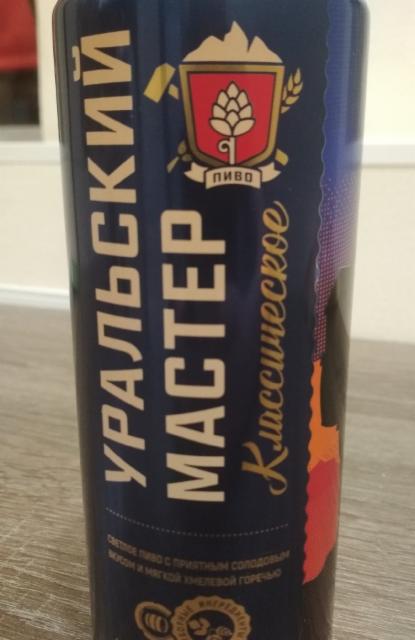 УРАЛЬСКИЙ
МАСТЕР
Классическое
ПИВО
СВЕТЛОЕ ПИВО С ПРИЯТНЫМ СОЛОДОВЫМ
ВКУСОМ И МЯГКОЙ ХМЕЛЕВОЙ ГОРЕЧЬЮ